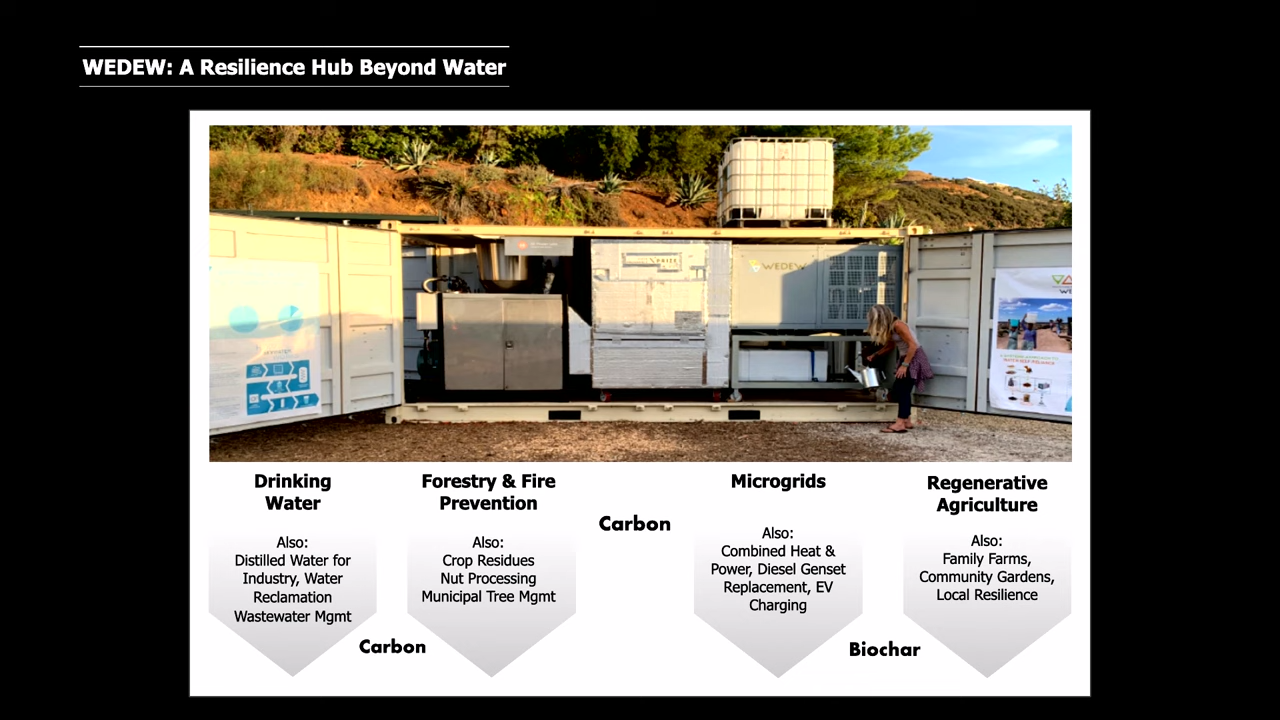 WEDEW: A Resilience Hub Beyond Water
WEDEW
Drinking
Water
Also:
Distilled Water for
Industry, Water
Reclamation
Wastewater Mgmt
Carbon
Forestry & Fire
Prevention
Also:
Crop Residues
Nut Processing
Municipal Tree Mgmt
Carbon
Microgrids
Also:
Combined Heat &
Power, Diesel Genset
Replacement, EV
Charging
Biochar
Regenerative
Agriculture
Also:
Family Farms,
Community Gardens,
Local Resilience